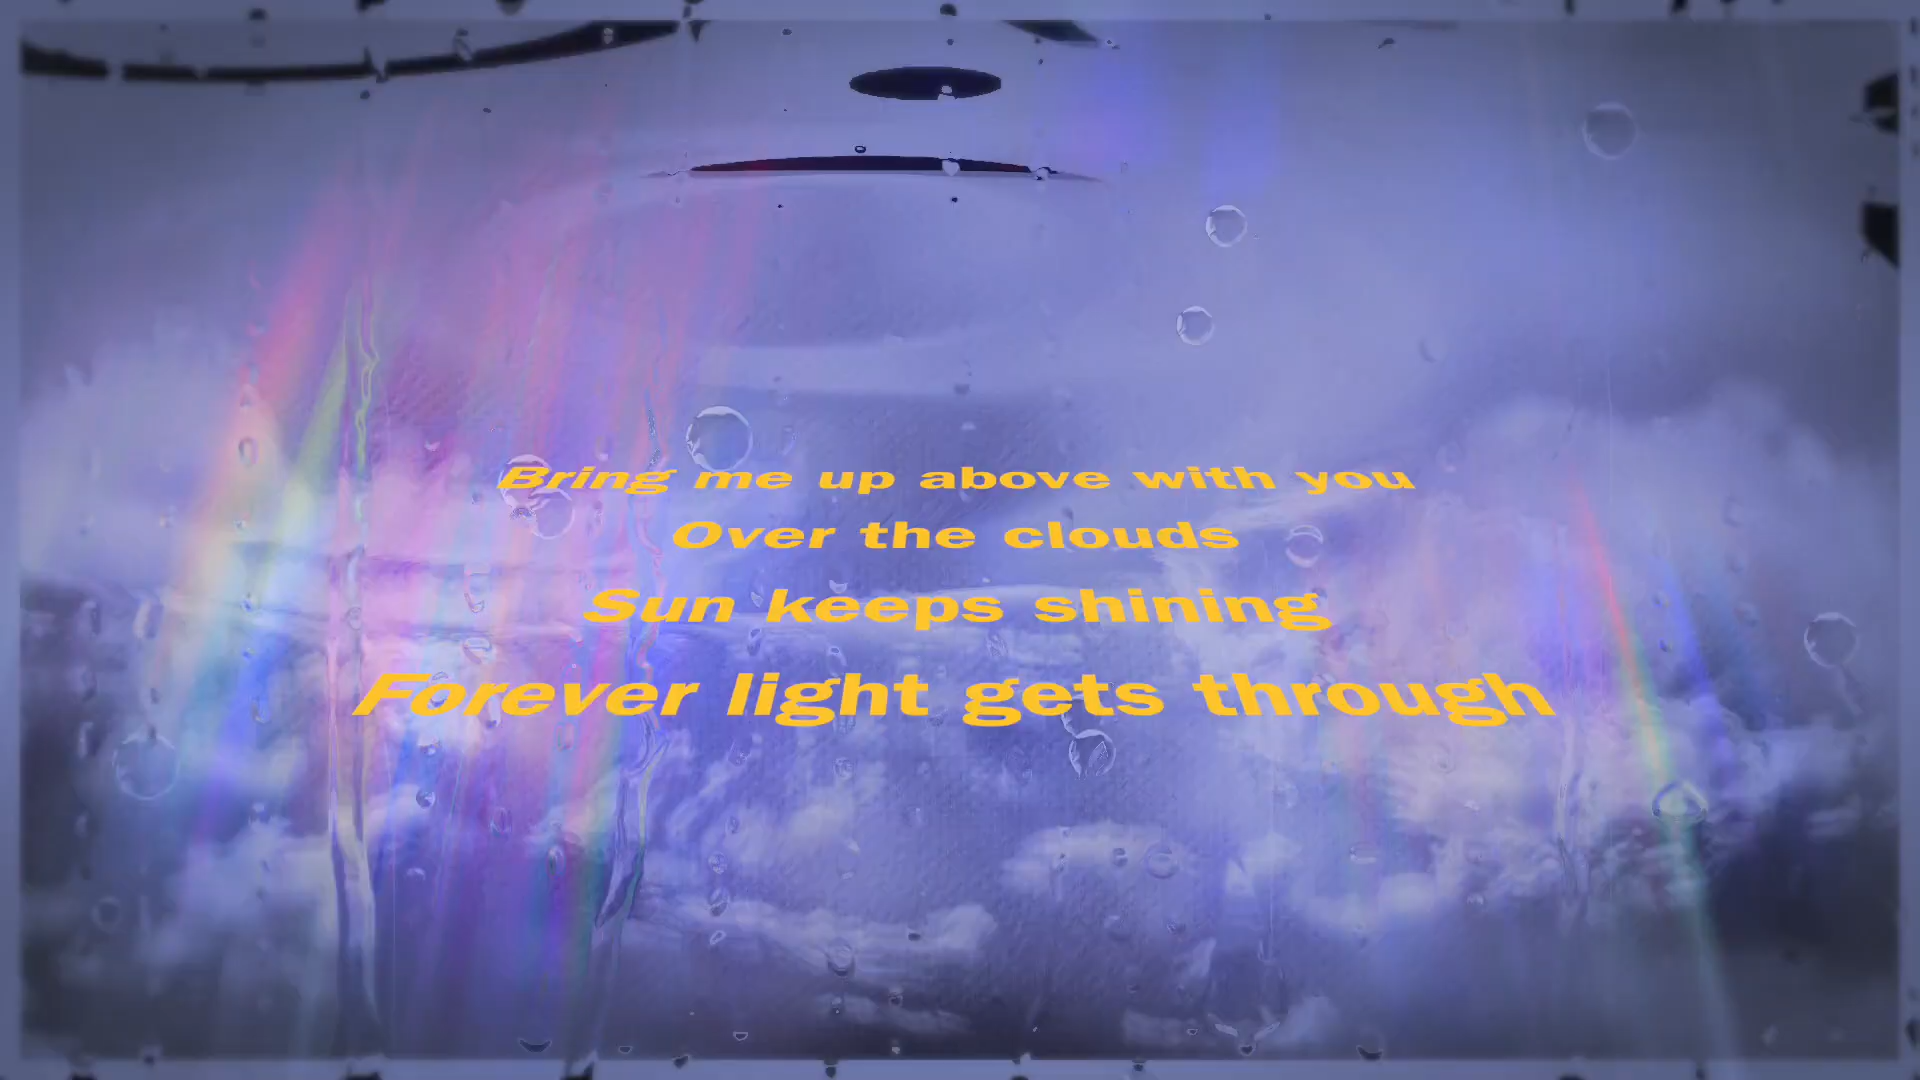 Bring me up above with you
Over the clouds
Sun keeps shining
Forever light gets through